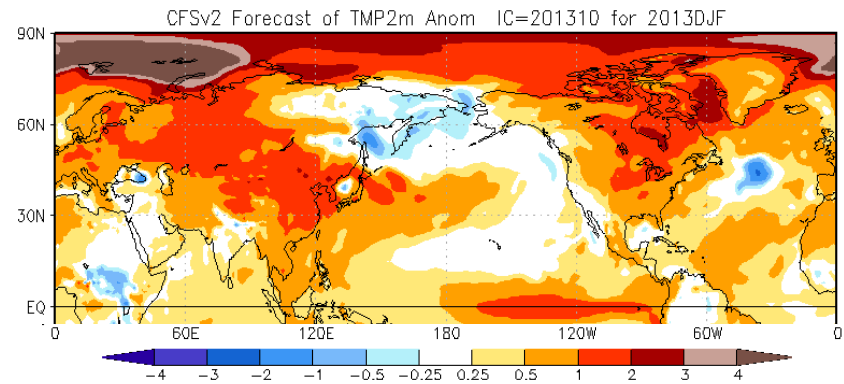 CFSv2 Forecast of TMP2m Anom IC=201310 for 2013DJF
90N
60N
30N
EQ
0 60E 120E 180 120W 60W 0
-4 -3 -2 -1 -0.5 -0.25 0.25 0.5 1 2 3 4